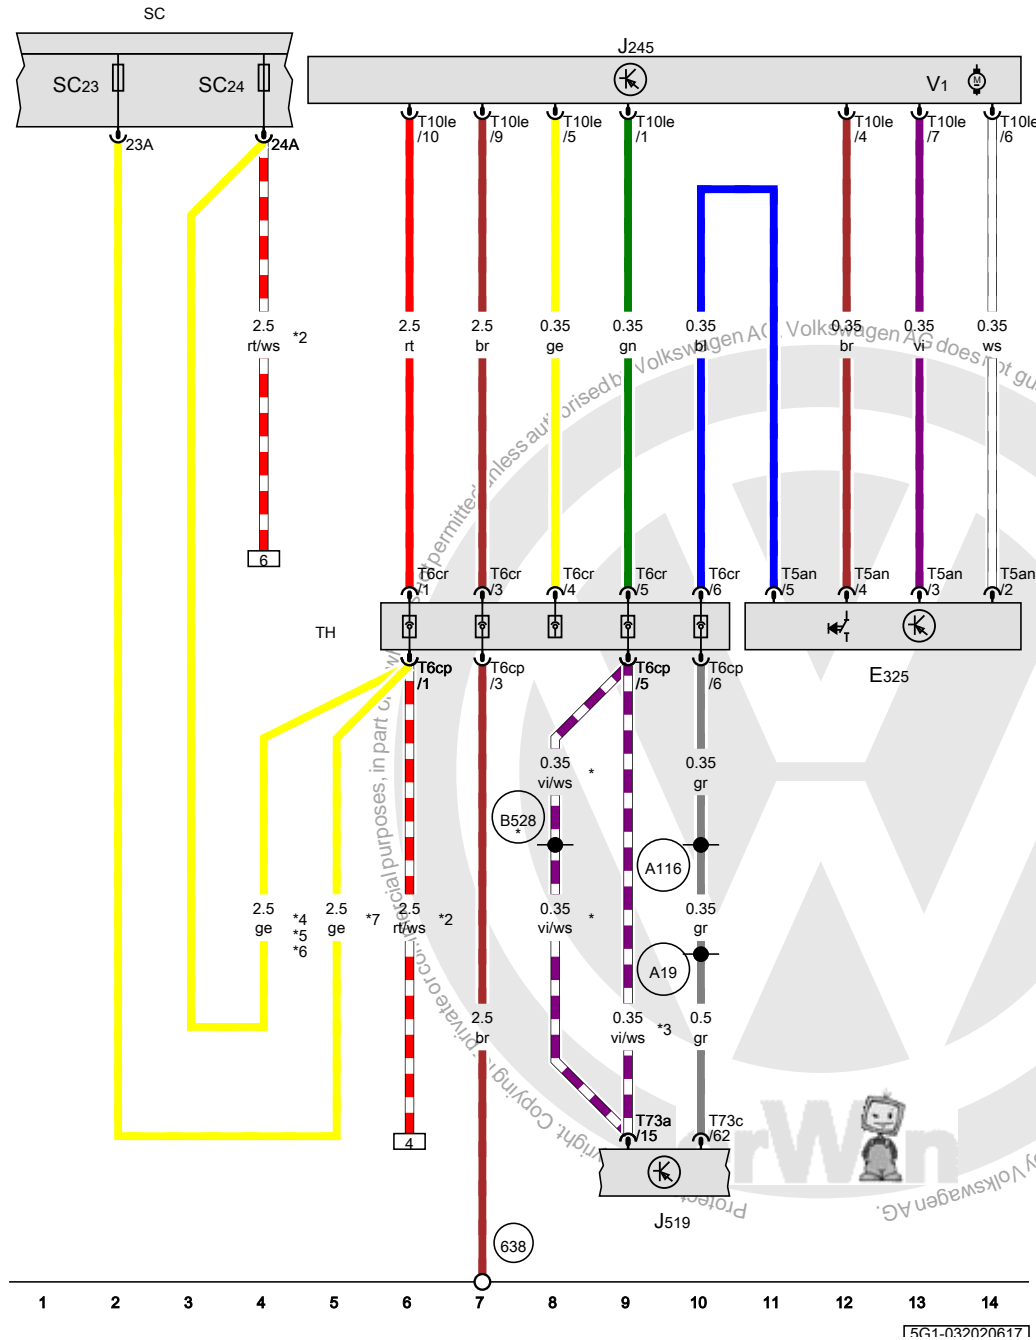 SC
J245
SC23
SC24
V1
M
23A
24A
T10le
/10
T10le
/9
T10le
/5
T10le
/1
T10le
/4
T10le
/7
T10le
/6
2.5
rt/ws
*2
2.5
rt
2.5
br
0.35
ge
0.35
gn
0.35
bl
0.35
br
0.35
vi
0.35
ws
6
T6cr
/1
T6cr
/3
T6cr
/4
T6cr
/5
T6cr
/6
T5an
/5
T5an
/4
T5an
/3
T5an
/2
TH
E325
T6cp
/1
T6cp
/3
T6cp
/5
T6cp
/6
0.35
vi/ws
*
0.35
gr
B528
*
A116
2.5
ge
*4
*5
*6
2.5
ge
*7
2.5
rt/ws
*2
0.35
vi/ws
*
0.35
gr
A19
2.5
br
0.35
vi/ws
*3
0.5
gr
4
T73a
/15
T73c
/62
J519
638
1 2 3 4 5 6 7 8 9 10 11 12 13 14
5G1-032020617